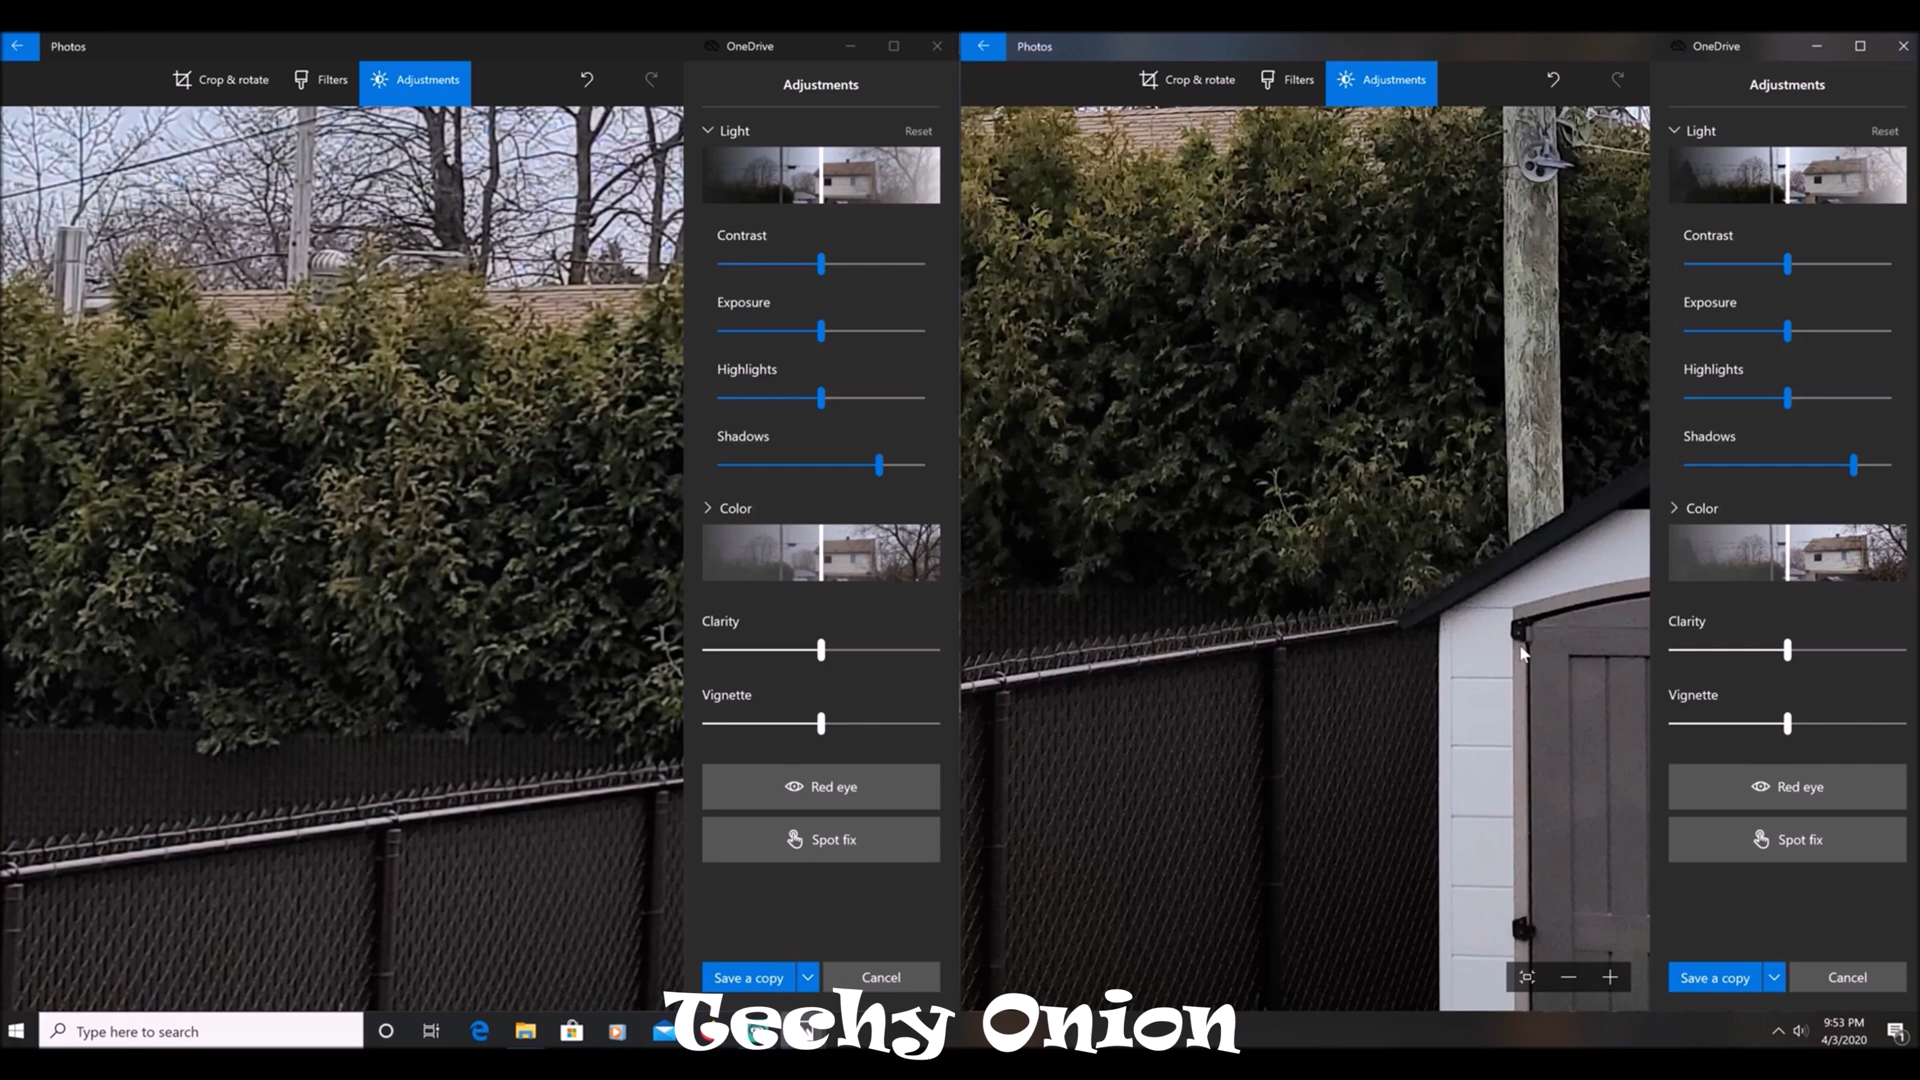 Photos
OneDrive
Crop & rotate
Filters
Adjustments
Adjustments
Light
Reset
Contrast
Exposure
Highlights
Shadows
Color
Clarity
Vignette
Red eye
Spot fix
Save a copy
Cancel
Photos
OneDrive
Crop & rotate
Filters
Adjustments
Adjustments
Light
Reset
Contrast
Exposure
Highlights
Shadows
Color
Clarity
Vignette
Red eye
Spot fix
Save a copy
Cancel
Techy Onion
Type here to search
9:53 PM
4/3/2020
1